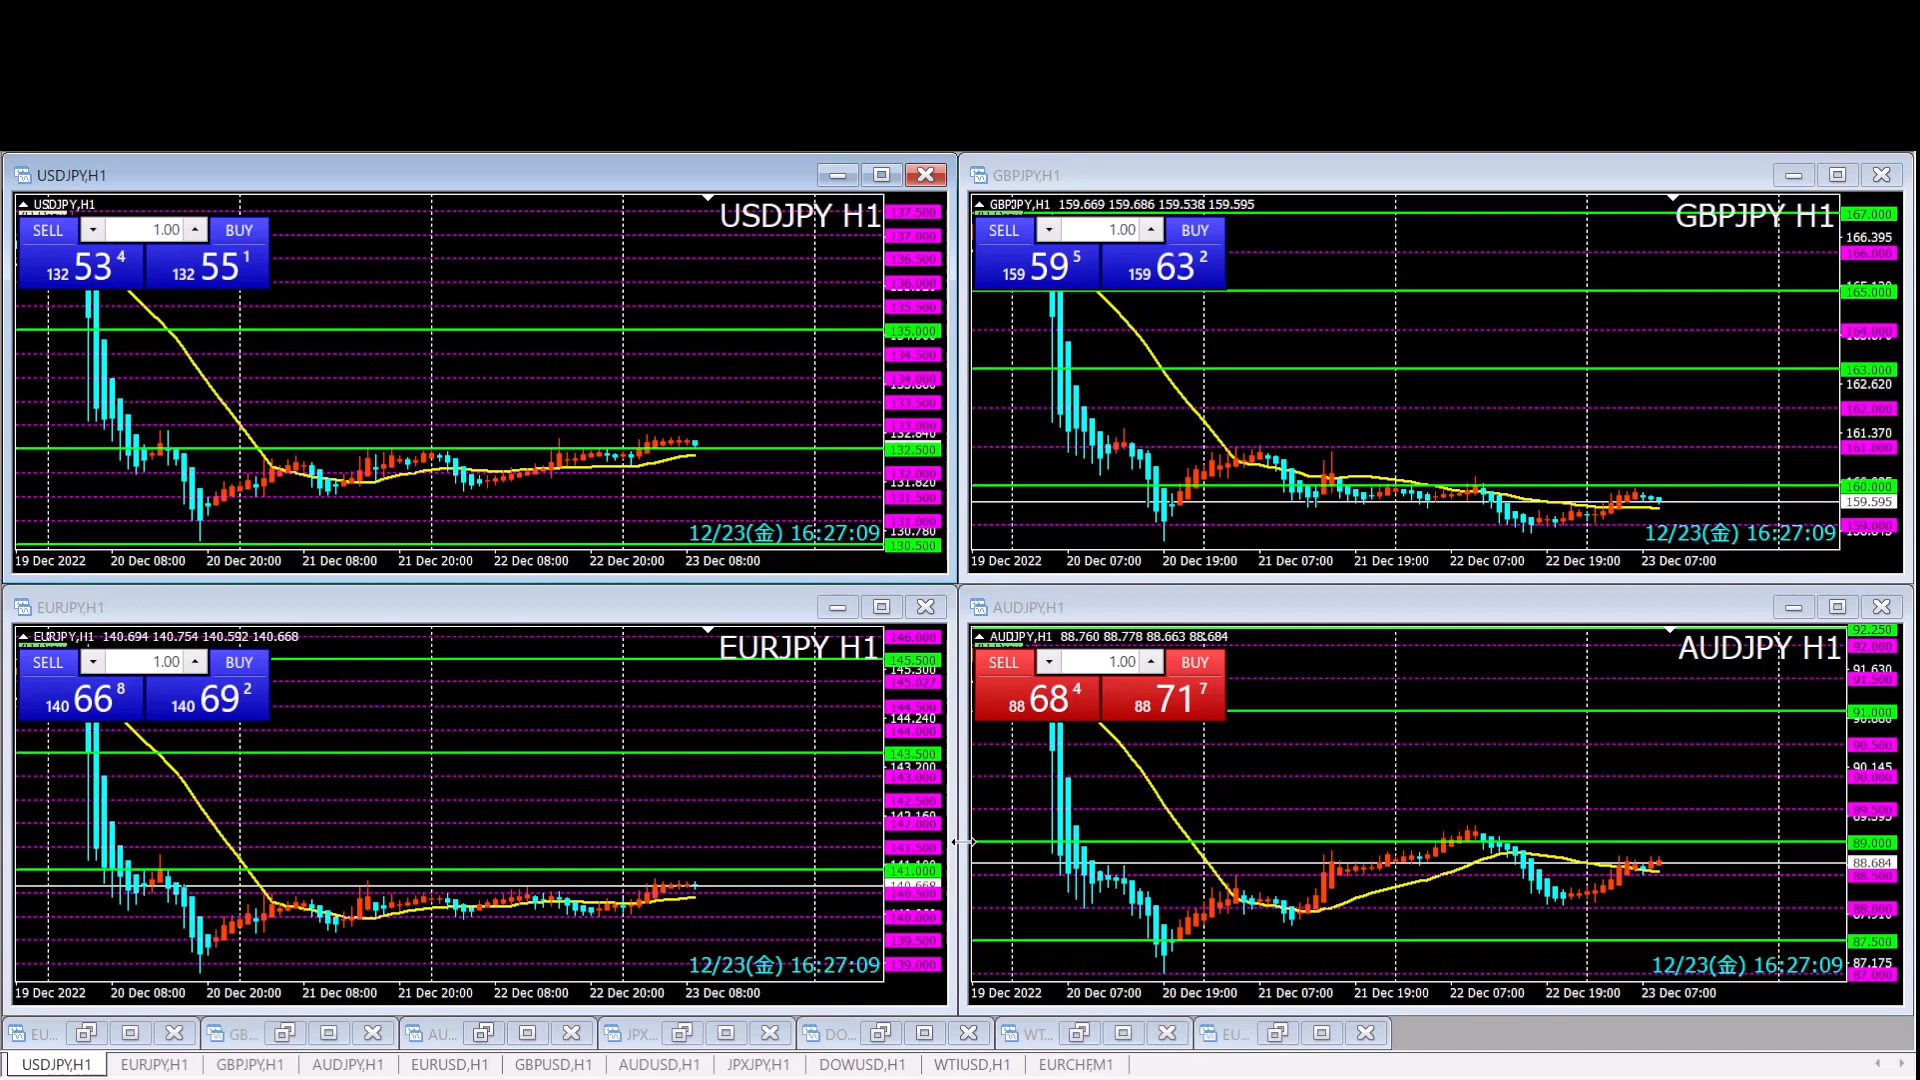 USDJPY,H1
USDJPY,H1
USDJPY H1
SELL 1.00 BUY
132 53 4 132 55 1
137.500
137.000
136.500
136.000
135.500
135.000
134.500
134.000
133.500
133.000
132.840
132.500
132.000
131.820
131.500
131.000
130.780
130.500
12/23(金) 16:27:09
19 Dec 2022 20 Dec 08:00 20 Dec 20:00 21 Dec 08:00 21 Dec 20:00 22 Dec 08:00 22 Dec 20:00 23 Dec 08:00
GBPJPY,H1
GBPJPY,H1 159.669 159.686 159.538 159.595
GBPJPY H1
SELL 1.00 BUY
159 59 5 159 63 2
167.000
166.395
166.000
165.000
164.000
163.000
162.620
162.000
161.370
161.000
160.000
159.595
159.000
12/23(金) 16:27:09
19 Dec 2022 20 Dec 07:00 20 Dec 19:00 21 Dec 07:00 21 Dec 19:00 22 Dec 07:00 22 Dec 19:00 23 Dec 07:00
EURJPY,H1
EURJPY,H1 140.694 140.754 140.592 140.668
EURJPY H1
SELL 1.00 BUY
140 66 8 140 69 2
146.000
145.500
145.300
145.027
144.500
144.240
144.000
143.500
143.200
143.000
142.500
142.160
142.000
141.500
141.000
140.668
140.500
140.000
139.500
139.000
12/23(金) 16:27:09
19 Dec 2022 20 Dec 08:00 20 Dec 20:00 21 Dec 08:00 21 Dec 20:00 22 Dec 08:00 22 Dec 20:00 23 Dec 08:00
AUDJPY,H1
AUDJPY,H1 88.760 88.778 88.663 88.684
AUDJPY H1
SELL 1.00 BUY
88 68 4 88 71 7
92.250
92.000
91.630
91.500
91.000
90.500
90.145
90.000
89.500
89.000
88.684
88.500
88.000
87.500
87.175
87.000
12/23(金) 16:27:09
19 Dec 2022 20 Dec 07:00 20 Dec 19:00 21 Dec 07:00 21 Dec 19:00 22 Dec 07:00 22 Dec 19:00 23 Dec 07:00
EU... GB... AU... JPX... DO... WT... EU...
USDJPY,H1 EURJPY,H1 GBPJPY,H1 AUDJPY,H1 EURUSD,H1 GBPUSD,H1 AUDUSD,H1 JPXJPY,H1 DOWUSD,H1 WTIUSD,H1 EURCHF,M1